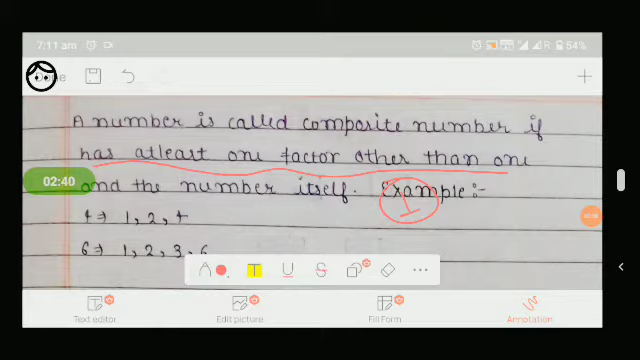 7:11 am
54%
Done
A number is called composite number if
has atleast one factor other than one
02:40
and the number itself. Example:-
1
4 ⇒ 1, 2, 4
6 ⇒ 1, 2, 3, 6
A T U S
Text editor Edit picture Fill Form Annotation